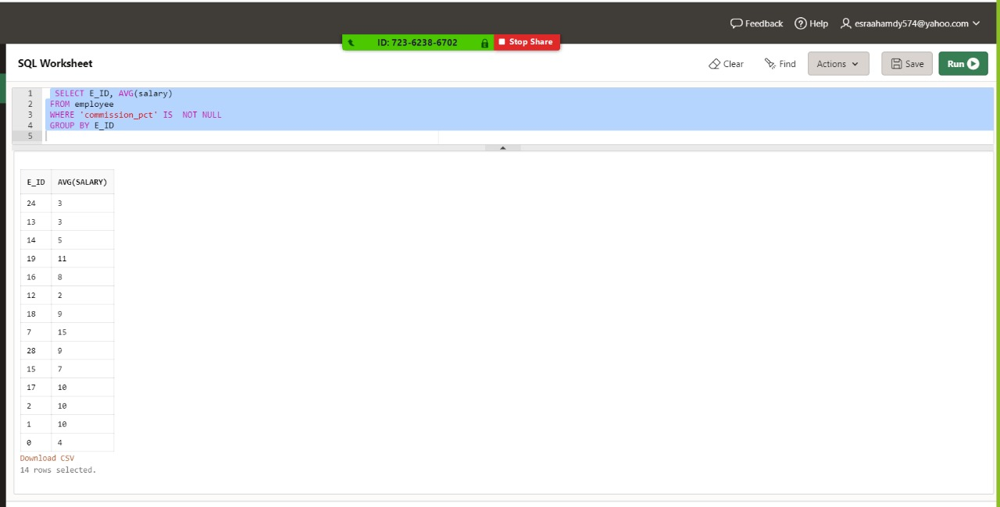 Feedback Help esraahamdy574@yahoo.com
ID: 723-6238-6702 Stop Share
SQL Worksheet Clear Find Actions Save Run
1 SELECT E_ID, AVG(salary)
2 FROM employee
3 WHERE 'commission_pct' IS  NOT NULL
4 GROUP BY E_ID
5
E_ID AVG(SALARY)
24 3
13 3
14 5
19 11
16 8
12 2
18 9
7 15
28 9
15 7
17 10
2 10
1 10
0 4
Download CSV
14 rows selected.